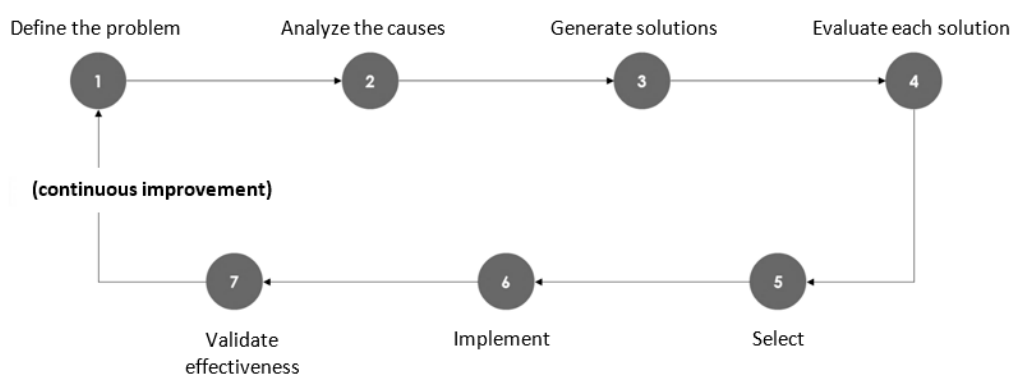 Define the problem
Analyze the causes
Generate solutions
Evaluate each solution
1
2
3
4
(continuous improvement)
7
6
5
Validate
effectiveness
Implement
Select